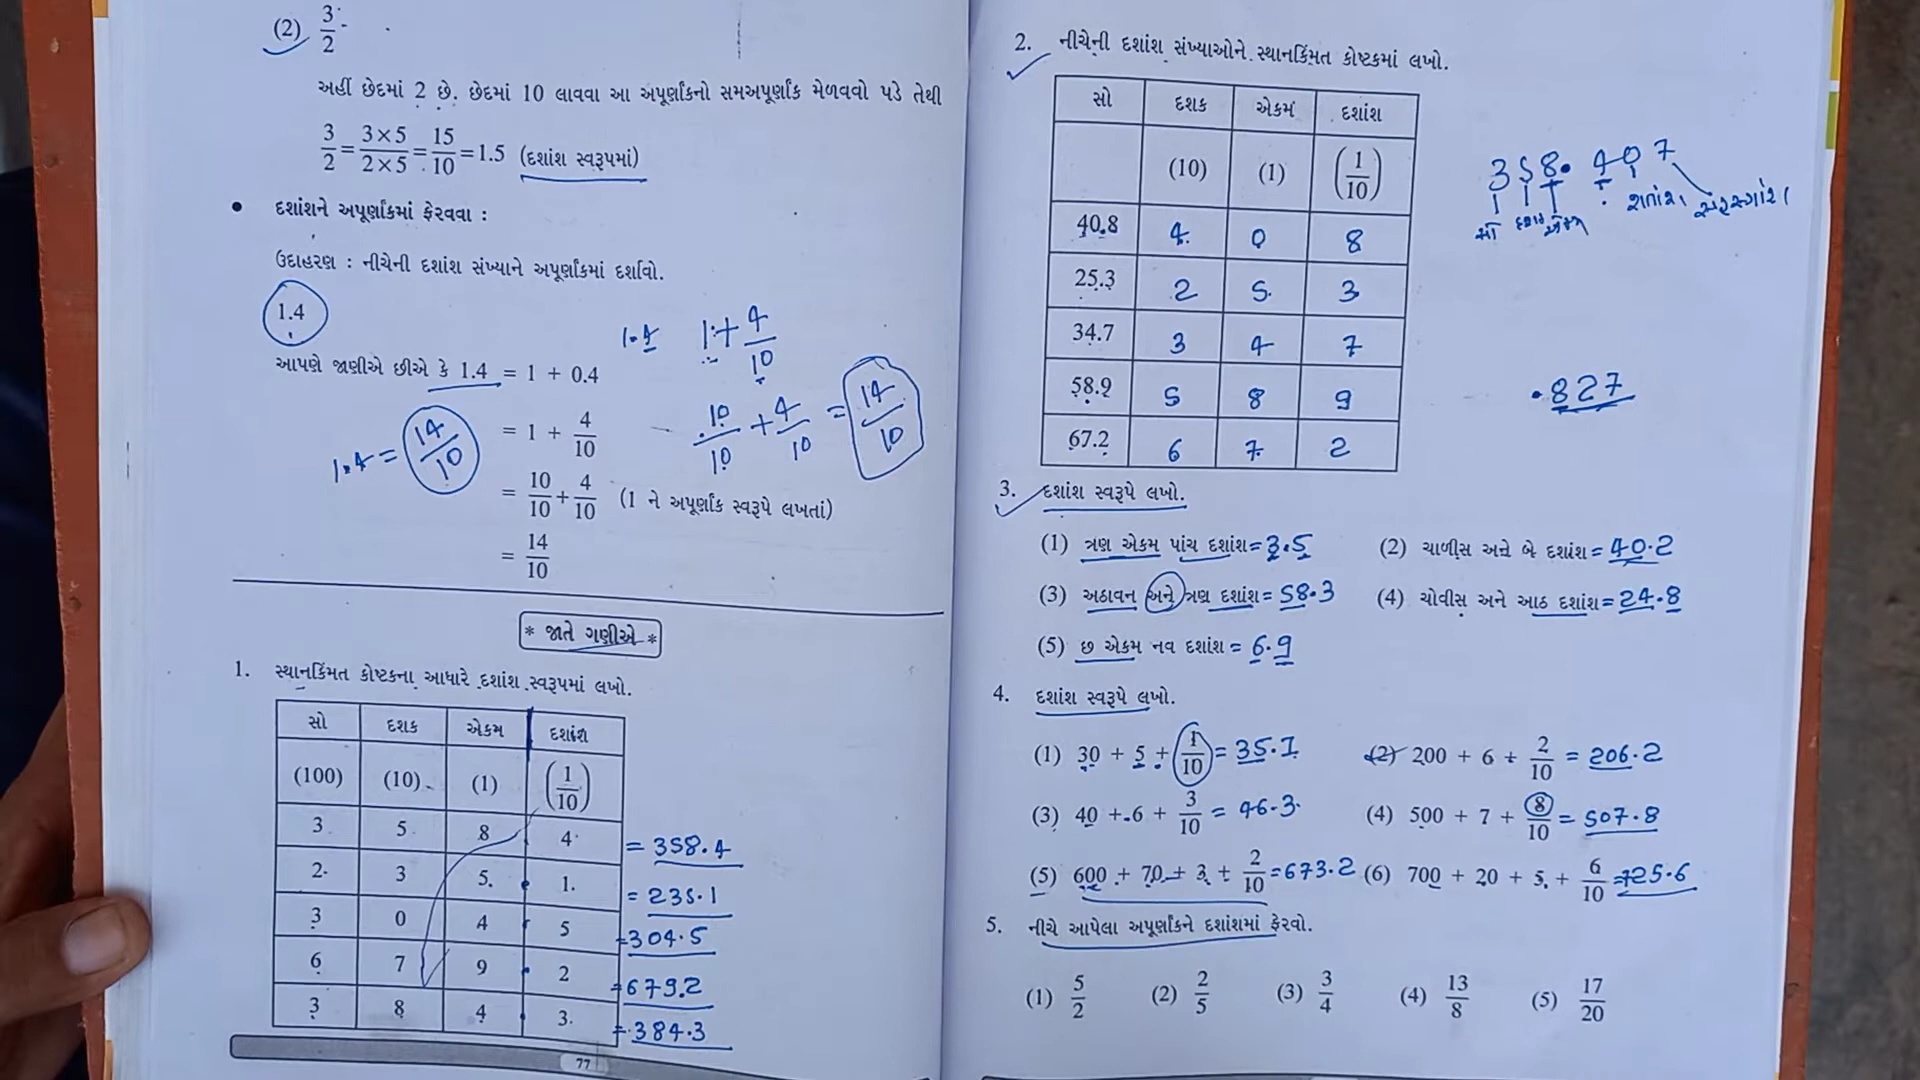 (2) 3/2
અહીં છેદમાં 2 છે. છેદમાં 10 લાવવા આ અપૂર્ણાંકનો સમઅપૂર્ણાંક મેળવવો પડે તેથી
3/2 = 3×5/2×5 = 15/10 = 1.5 (દશાંશ સ્વરૂપમાં)
• દશાંશને અપૂર્ણાંકમાં ફેરવવા :
ઉદાહરણ : નીચેની દશાંશ સંખ્યાને અપૂર્ણાંકમાં દર્શાવો.
1.4
1.4 1 + 4/10
આપણે જાણીએ છીએ કે 1.4 = 1 + 0.4
10/10 + 4/10 = 14/10
= 1 + 4/10
1.4 = 14/10
= 10/10 + 4/10 (1 ને અપૂર્ણાંક સ્વરૂપે લખતાં)
= 14/10
* જાતે ગણીએ *
1. સ્થાનકિંમત કોષ્ટકના આધારે દશાંશ સ્વરૂપમાં લખો.
સો દશક એકમ દશાંશ
(100) (10) (1) (1/10)
3 5 8 4 = 358.4
2 3 5 1 = 235.1
3 0 4 5 = 304.5
6 7 9 2 = 679.2
3 8 4 3 = 384.3
77
2. નીચેની દશાંશ સંખ્યાઓને સ્થાનકિંમત કોષ્ટકમાં લખો.
સો દશક એકમ દશાંશ
(10) (1) (1/10)
40.8 4 0 8
25.3 2 5 3
34.7 3 4 7
58.9 5 8 9
67.2 6 7 2
358.407
સો
શતાંશ
.827
3. દશાંશ સ્વરૂપે લખો.
(1) ત્રણ એકમ પાંચ દશાંશ = 3.5 (2) ચાળીસ અને બે દશાંશ = 40.2
(3) અઠાવન અને ત્રણ દશાંશ = 58.3 (4) ચોવીસ અને આઠ દશાંશ = 24.8
(5) છ એકમ નવ દશાંશ = 6.9
4. દશાંશ સ્વરૂપે લખો.
(1) 30 + 5 + 1/10 = 35.1 (2) 200 + 6 + 2/10 = 206.2
(3) 40 + 6 + 3/10 = 46.3 (4) 500 + 7 + 8/10 = 507.8
(5) 600 + 70 + 3 + 2/10 = 673.2 (6) 700 + 20 + 5 + 6/10 = 725.6
5. નીચે આપેલા અપૂર્ણાંકને દશાંશમાં ફેરવો.
(1) 5/2 (2) 2/5 (3) 3/4 (4) 13/8 (5) 17/20